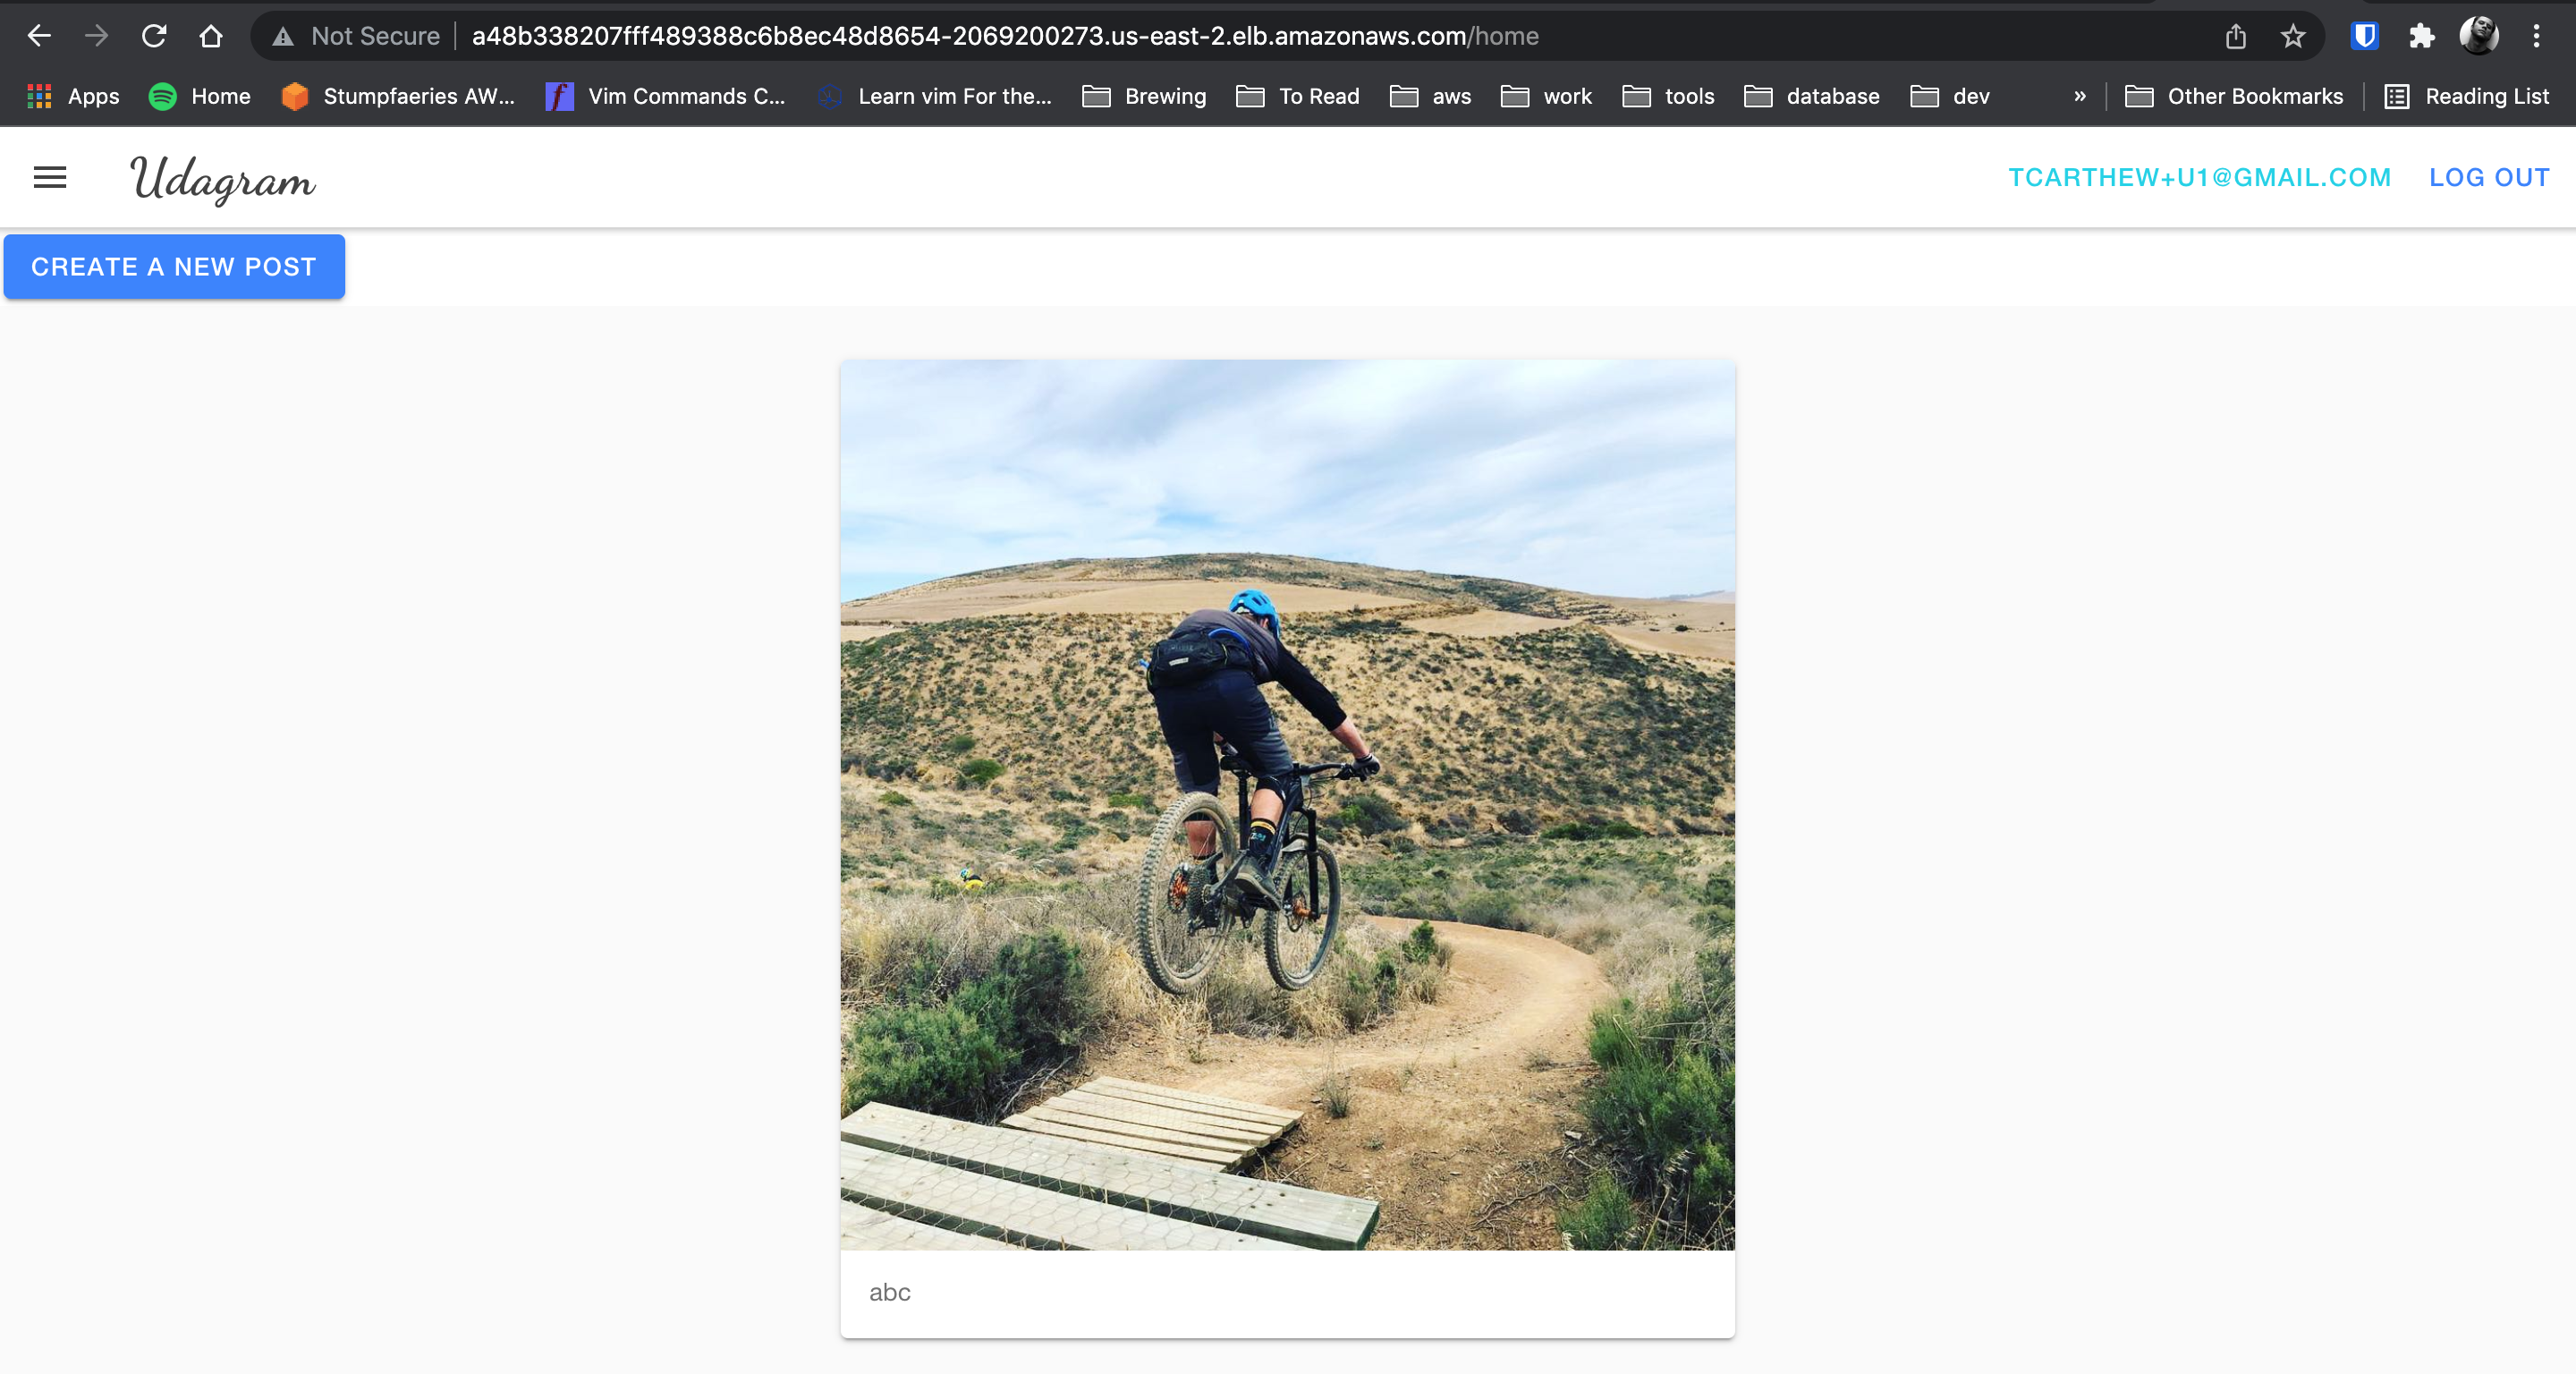 Not Secure a48b338207fff489388c6b8ec48d8654-2069200273.us-east-2.elb.amazonaws.com/home
Apps Home Stumpfaeries AW... Vim Commands C... Learn vim For the... Brewing To Read aws work tools database dev » Other Bookmarks Reading List
Udagram TCARTHEW+U1@GMAIL.COM LOG OUT
CREATE A NEW POST
abc